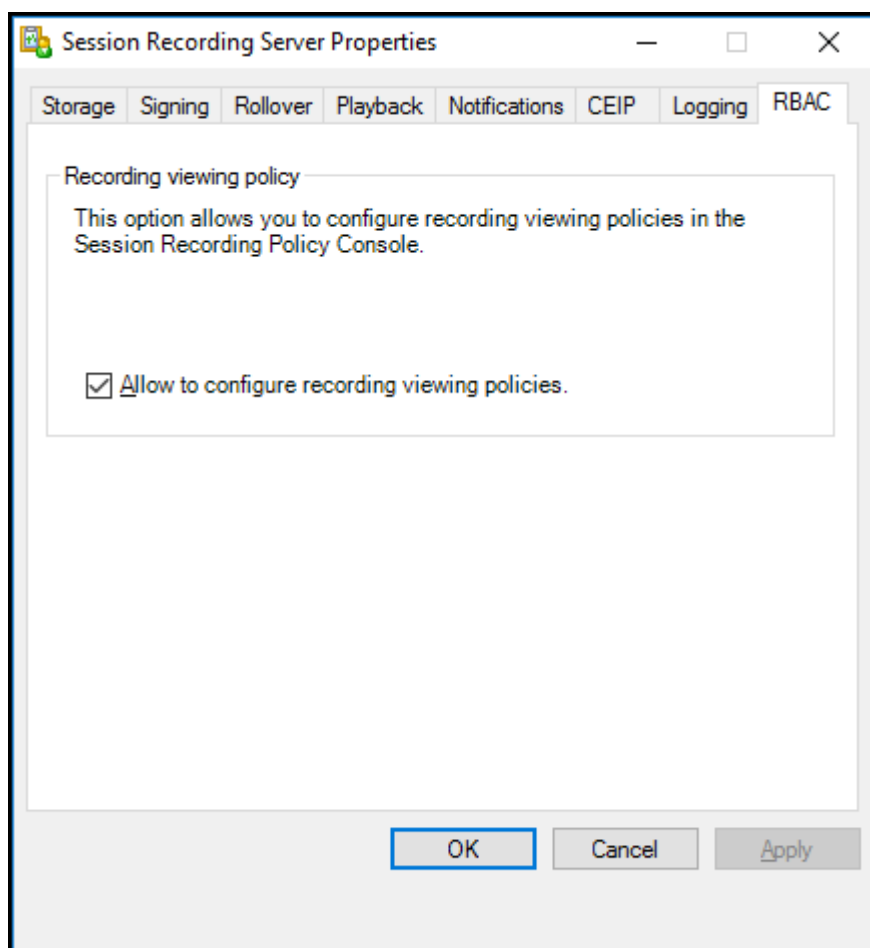 Session Recording Server Properties
Storage Signing Rollover Playback Notifications CEIP Logging RBAC
Recording viewing policy
This option allows you to configure recording viewing policies in the
Session Recording Policy Console.
Allow to configure recording viewing policies.
OK Cancel Apply